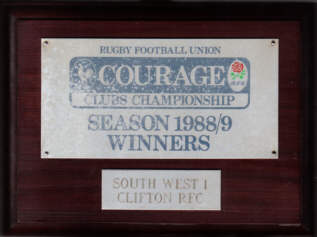 RUGBY FOOTBALL UNION
COURAGE
CLUBS CHAMPIONSHIP
SEASON 1988/9
WINNERS
SOUTH WEST 1
CLIFTON RFC